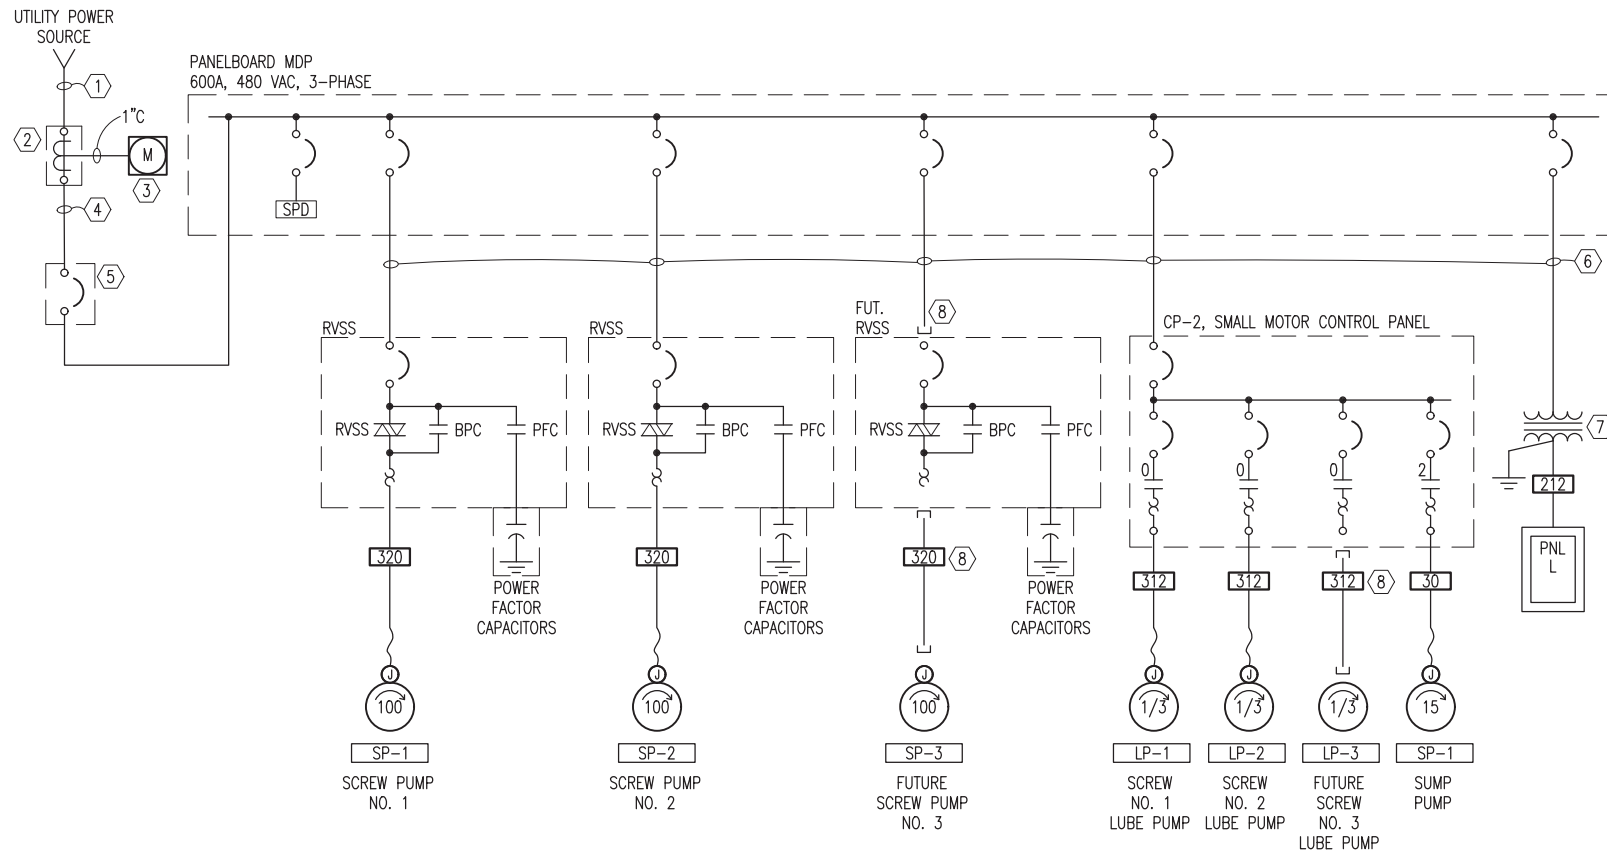 UTILITY POWER
SOURCE
1
2
1"C
M
3
4
5
PANELBOARD MDP
600A, 480 VAC, 3-PHASE
SPD
6
RVSS
RVSS
FUT.
RVSS
8
CP-2, SMALL MOTOR CONTROL PANEL
RVSS
BPC
PFC
RVSS
BPC
PFC
RVSS
BPC
PFC
0
0
0
2
7
212
PNL
L
320
320
320
8
312
312
312
8
30
POWER
FACTOR
CAPACITORS
POWER
FACTOR
CAPACITORS
POWER
FACTOR
CAPACITORS
J
J
J
J
J
J
100
100
100
1/3
1/3
1/3
15
SP-1
SP-2
SP-3
LP-1
LP-2
LP-3
SP-1
SCREW PUMP
NO. 1
SCREW PUMP
NO. 2
FUTURE
SCREW PUMP
NO. 3
SCREW
NO. 1
LUBE PUMP
SCREW
NO. 2
LUBE PUMP
FUTURE
SCREW
NO. 3
LUBE PUMP
SUMP
PUMP